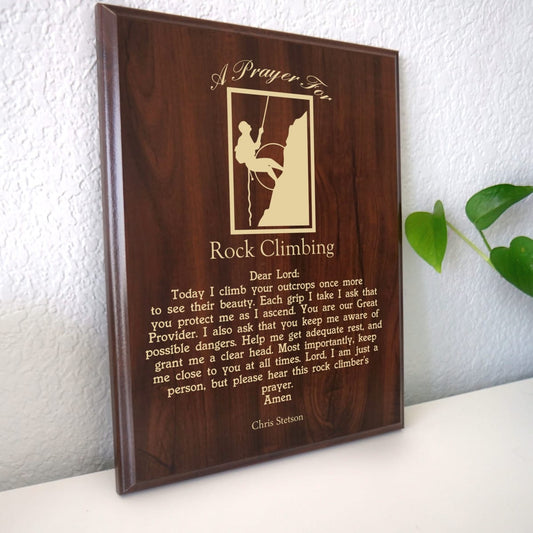 A Prayer For
Rock Climbing
Dear Lord:
Today I climb your outcrops once more
to see their beauty. Each grip I take I ask that
you protect me as I ascend. You are our Great
Provider. I also ask that you keep me aware of
possible dangers. Help me get adequate rest, and
grant me a clear head. Most importantly, keep
me close to you at all times. Lord, I am just a
person, but please hear this rock climber's
prayer.
Amen
Chris Stetson